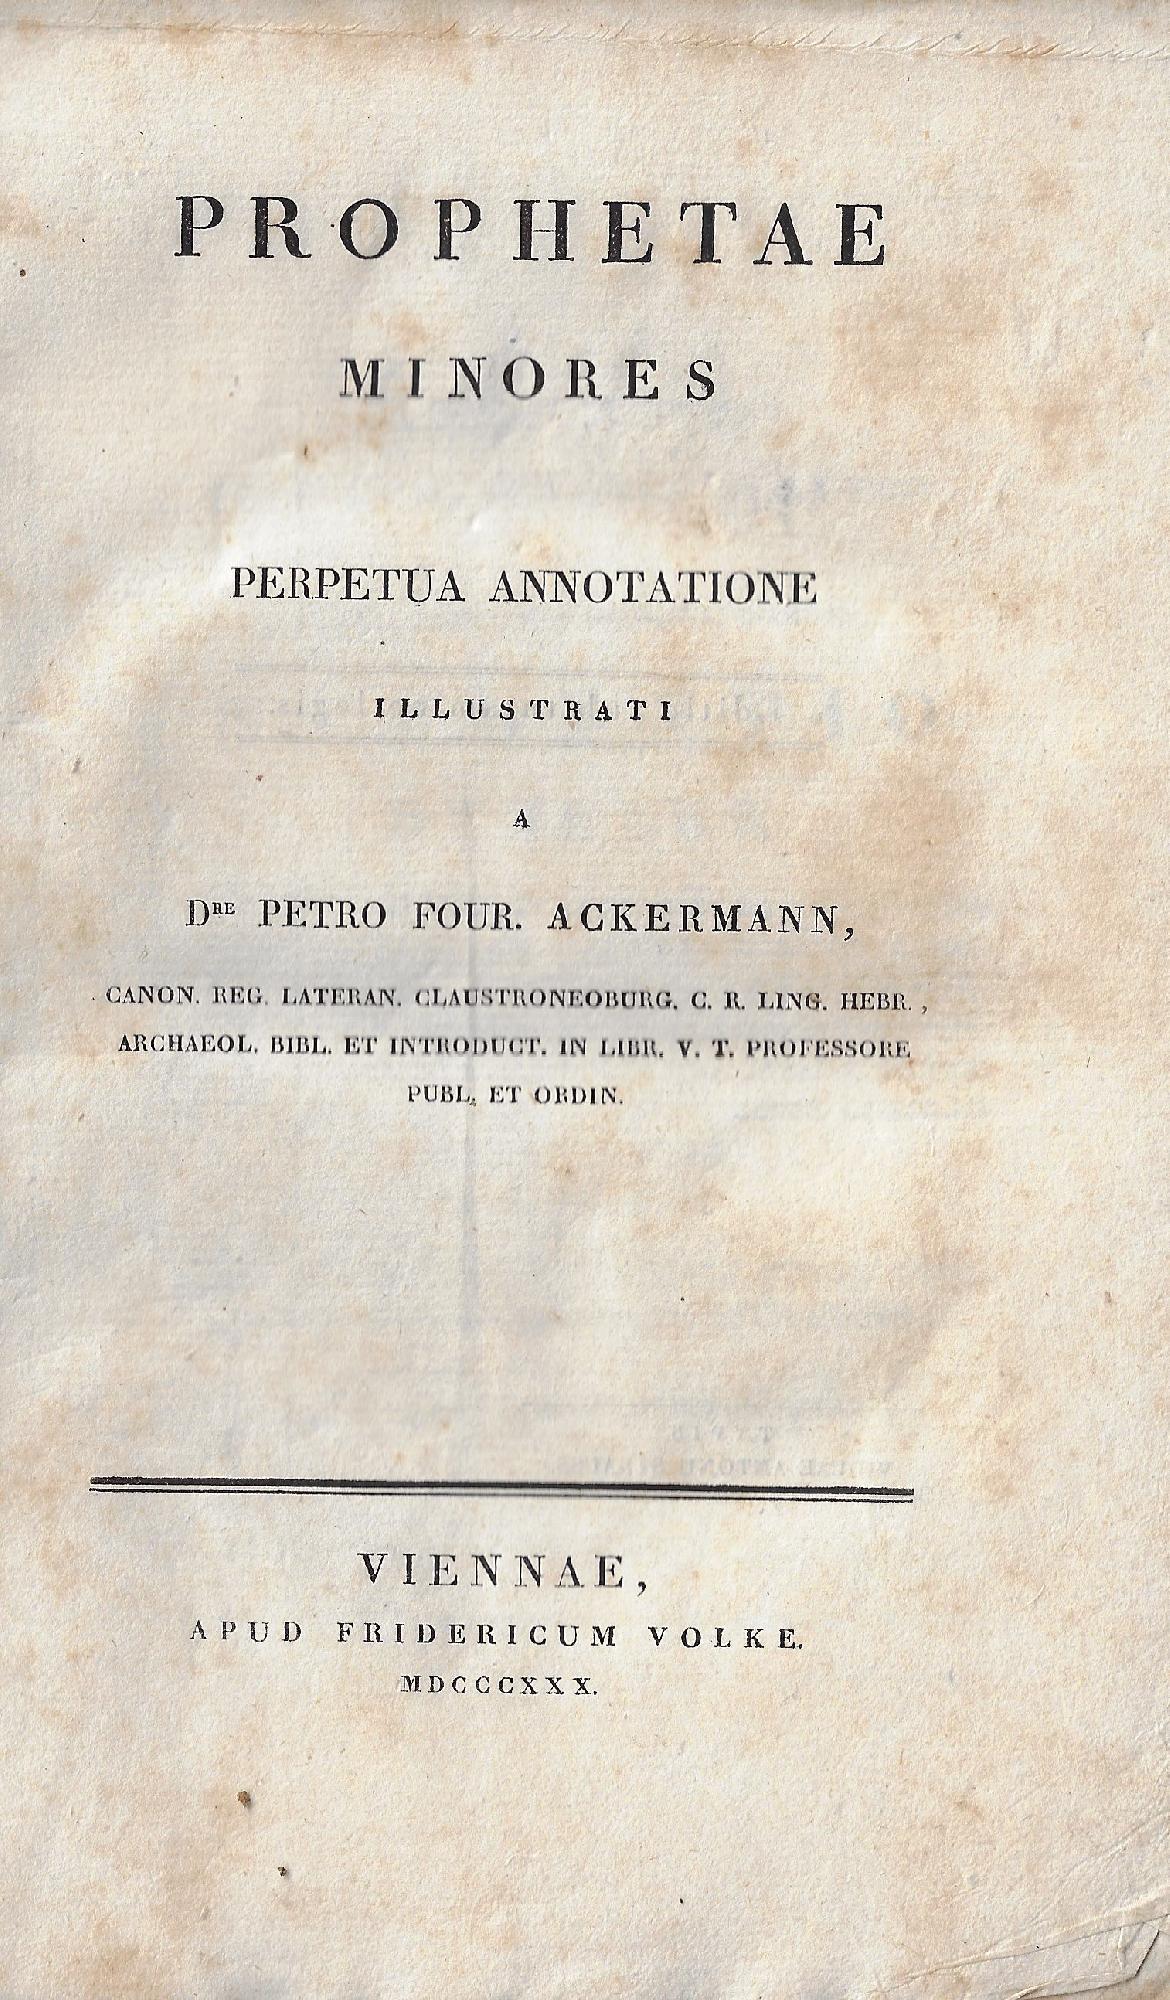 PROPHETAE
MINORES
PERPETUA ANNOTATIONE
ILLUSTRATI
A
DRE PETRO FOUR. ACKERMANN,
CANON. REG. LATERAN. CLAUSTRONEOBURG. C. R. LING. HEBR.,
ARCHAEOL. BIBL. ET INTRODUCT. IN LIBR. V. T. PROFESSORE
PUBL. ET ORDIN.
VIENNAE,
APUD FRIDERICUM VOLKE.
MDCCCXXX.